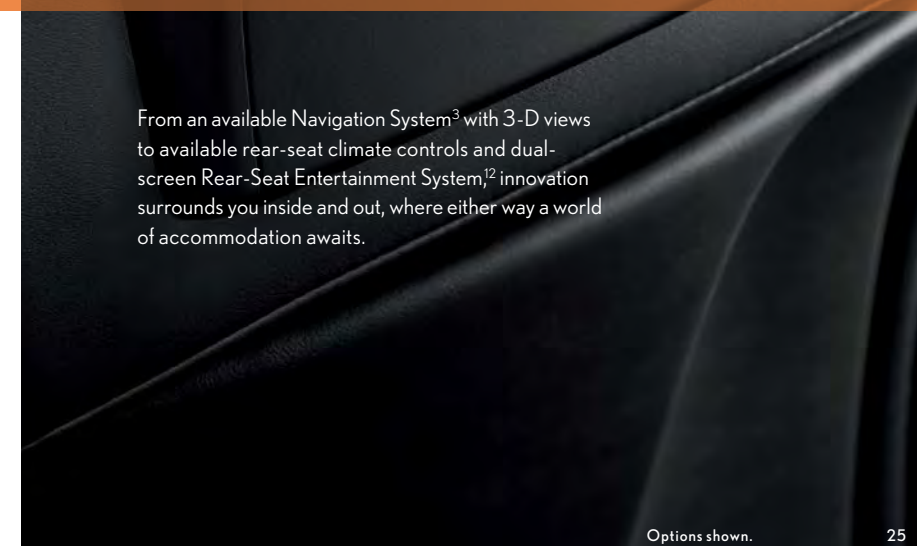 From an available Navigation System³ with 3-D views
to available rear-seat climate controls and dual-
screen Rear-Seat Entertainment System,¹² innovation
surrounds you inside and out, where either way a world
of accommodation awaits.
Options shown. 25